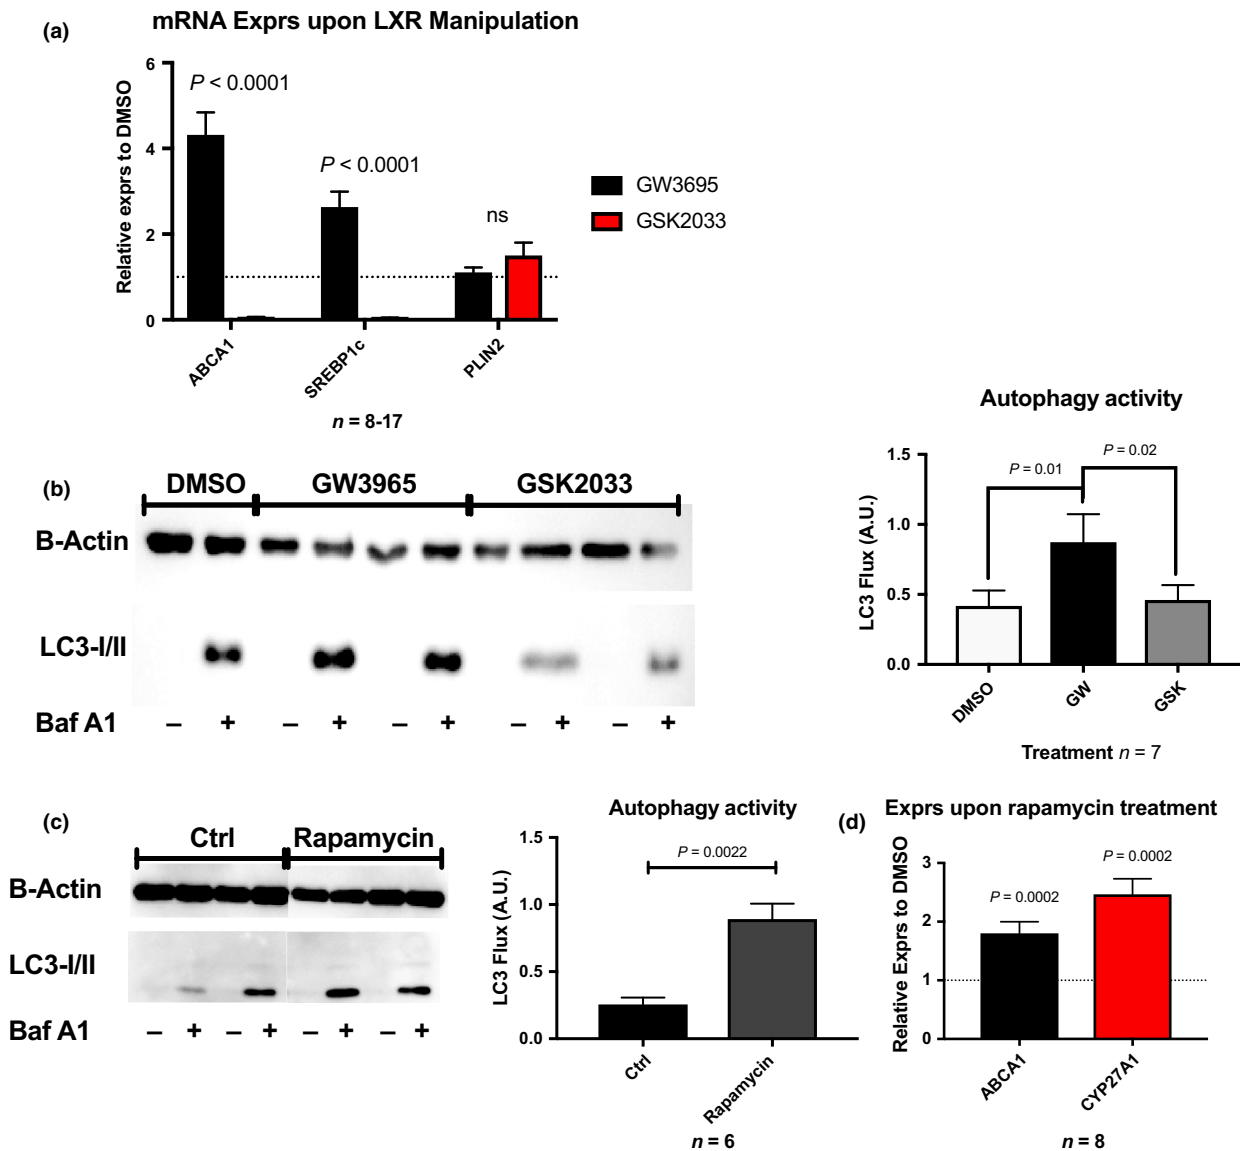 (a)
mRNA Exprs upon LXR Manipulation
Relative exprs to DMSO
6
4
2
0
P < 0.0001
P < 0.0001
ns
GW3695
GSK2033
ABCA1
SREBP1c
PLIN2
n = 8-17
(b)
DMSO GW3965 GSK2033
B-Actin
LC3-I/II
Baf A1 – + – + – + – + – +
Autophagy activity
LC3 Flux (A.U.)
1.5
1.0
0.5
0.0
P = 0.01
P = 0.02
DMSO
GW
GSK
Treatment n = 7
(c)
Ctrl Rapamycin
B-Actin
LC3-I/II
Baf A1 – + – + – + – +
Autophagy activity
LC3 Flux (A.U.)
1.5
1.0
0.5
0.0
P = 0.0022
Ctrl
Rapamycin
n = 6
(d)
Exprs upon rapamycin treatment
Relative Exprs to DMSO
3
2
1
0
P = 0.0002
P = 0.0002
ABCA1
CYP27A1
n = 8